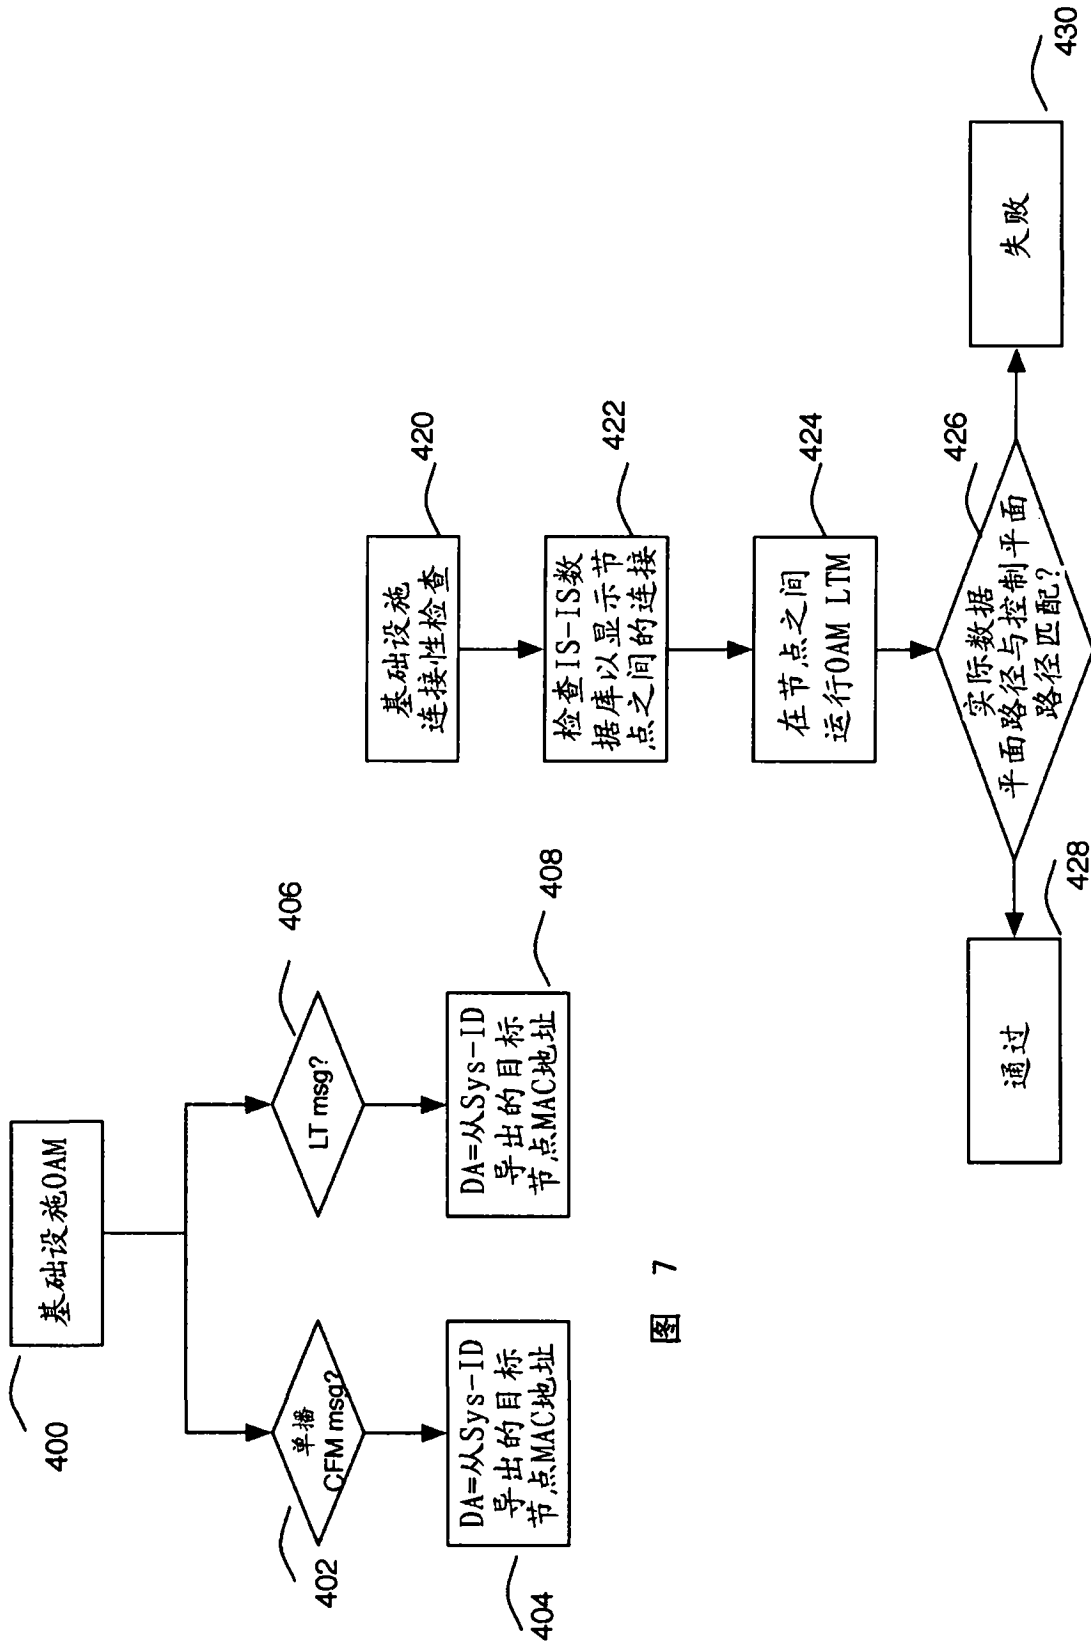 400
基础设施OAM
402
单播
CFM msg?
406
LT msg?
404
DA=从Sys-ID
导出的目标
节点MAC地址
408
DA=从Sys-ID
导出的目标
节点MAC地址
图 7
420
基础设施
连接性检查
422
检查IS-IS数
据库以显示节
点之间的连接
424
在节点之间
运行OAM LTM
426
实际数据
平面路径与控制平面
路径匹配?
428
通过
430
失败